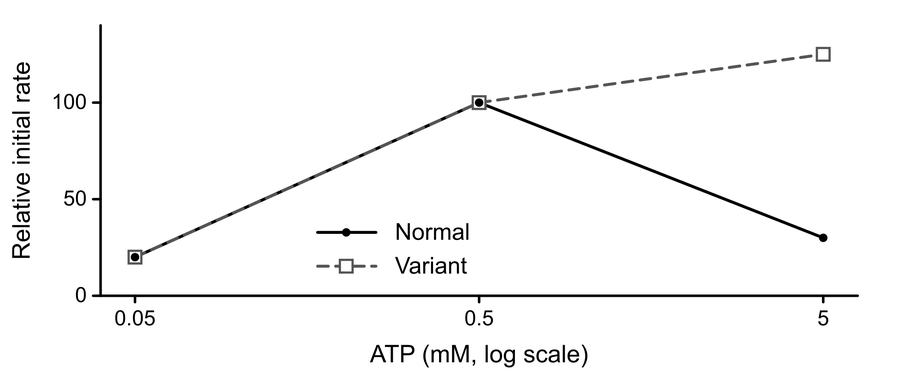 Relative initial rate
100
50
0
Normal
Variant
0.05 0.5 5
ATP (mM, log scale)